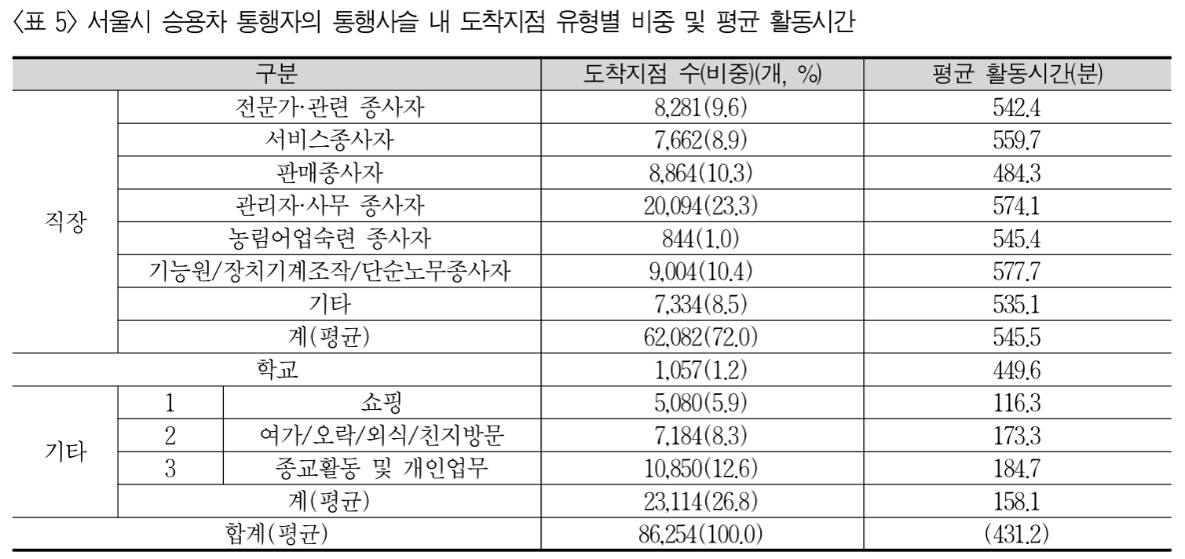 <표 5> 서울시 승용차 통행자의 통행사슬 내 도착지점 유형별 비중 및 평균 활동시간
구분 도착지점 수(비중)(개, %) 평균 활동시간(분)
직장 전문가·관련 종사자 8,281(9.6) 542.4
서비스종사자 7,662(8.9) 559.7
판매종사자 8,864(10.3) 484.3
관리자·사무 종사자 20,094(23.3) 574.1
농림어업숙련 종사자 844(1.0) 545.4
기능원/장치기계조작/단순노무종사자 9,004(10.4) 577.7
기타 7,334(8.5) 535.1
계(평균) 62,082(72.0) 545.5
학교 1,057(1.2) 449.6
기타 1 쇼핑 5,080(5.9) 116.3
2 여가/오락/외식/친지방문 7,184(8.3) 173.3
3 종교활동 및 개인업무 10,850(12.6) 184.7
계(평균) 23,114(26.8) 158.1
합계(평균) 86,254(100.0) (431.2)